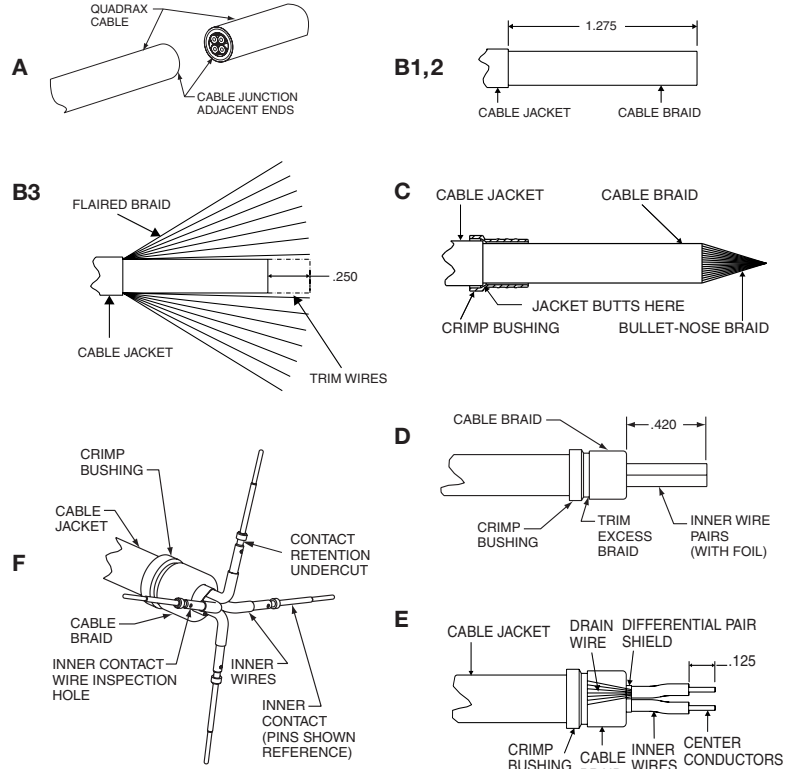 QUADRAX
CABLE
A
CABLE JUNCTION
ADJACENT ENDS
B1,2
1.275
CABLE JACKET
CABLE BRAID
B3
FLAIRED BRAID
.250
CABLE JACKET
TRIM WIRES
C
CABLE JACKET
CABLE BRAID
JACKET BUTTS HERE
CRIMP BUSHING
BULLET-NOSE BRAID
D
CABLE BRAID
.420
CRIMP
BUSHING
TRIM
EXCESS
BRAID
INNER WIRE
PAIRS
(WITH FOIL)
F
CRIMP
BUSHING
CABLE
JACKET
CONTACT
RETENTION
UNDERCUT
CABLE
BRAID
INNER CONTACT
WIRE INSPECTION
HOLE
INNER
WIRES
INNER
CONTACT
(PINS SHOWN
REFERENCE)
E
CABLE JACKET
DRAIN
WIRE
DIFFERENTIAL PAIR
SHIELD
.125
CRIMP
BUSHING
CABLE
INNER
WIRES
CENTER
CONDUCTORS